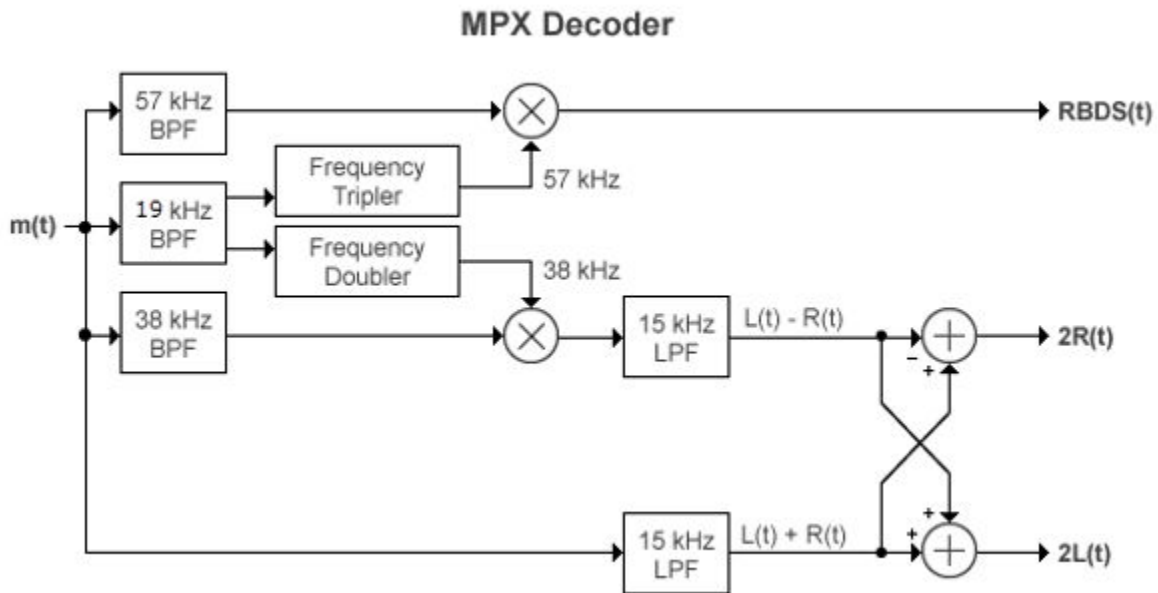 MPX Decoder
57 kHz
BPF
RBDS(t)
Frequency
Tripler
57 kHz
19 kHz
BPF
m(t)
Frequency
Doubler
38 kHz
38 kHz
BPF
15 kHz
LPF
L(t) - R(t)
−
+
2R(t)
15 kHz
LPF
L(t) + R(t)
+
+
2L(t)